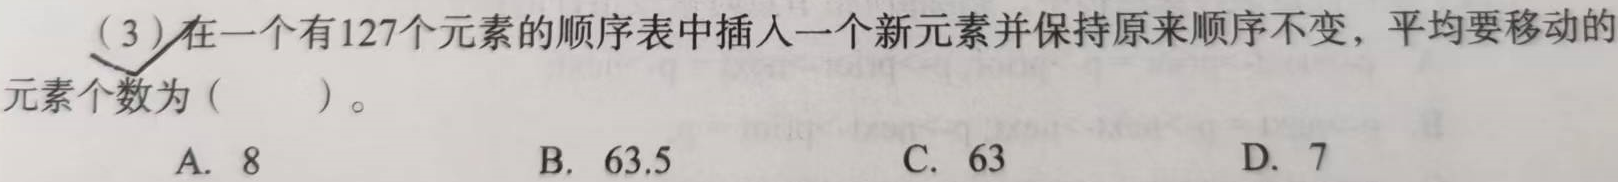 （3）在一个有127个元素的顺序表中插入一个新元素并保持原来顺序不变，平均要移动的
元素个数为（  ）。
A. 8 B. 63.5 C. 63 D. 7